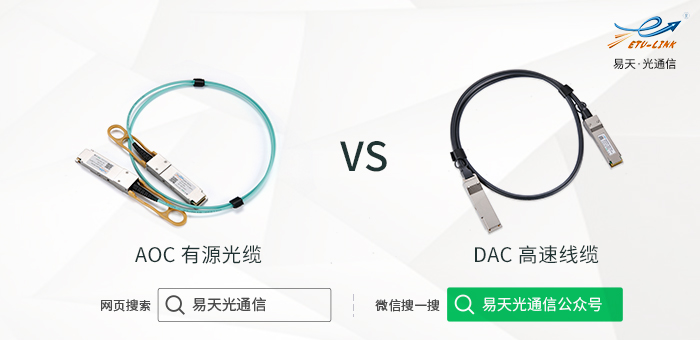 ETU-LINK
易天·光通信
VS
AOC 有源光缆
DAC 高速线缆
网页搜索 易天光通信
微信搜一搜 易天光通信公众号